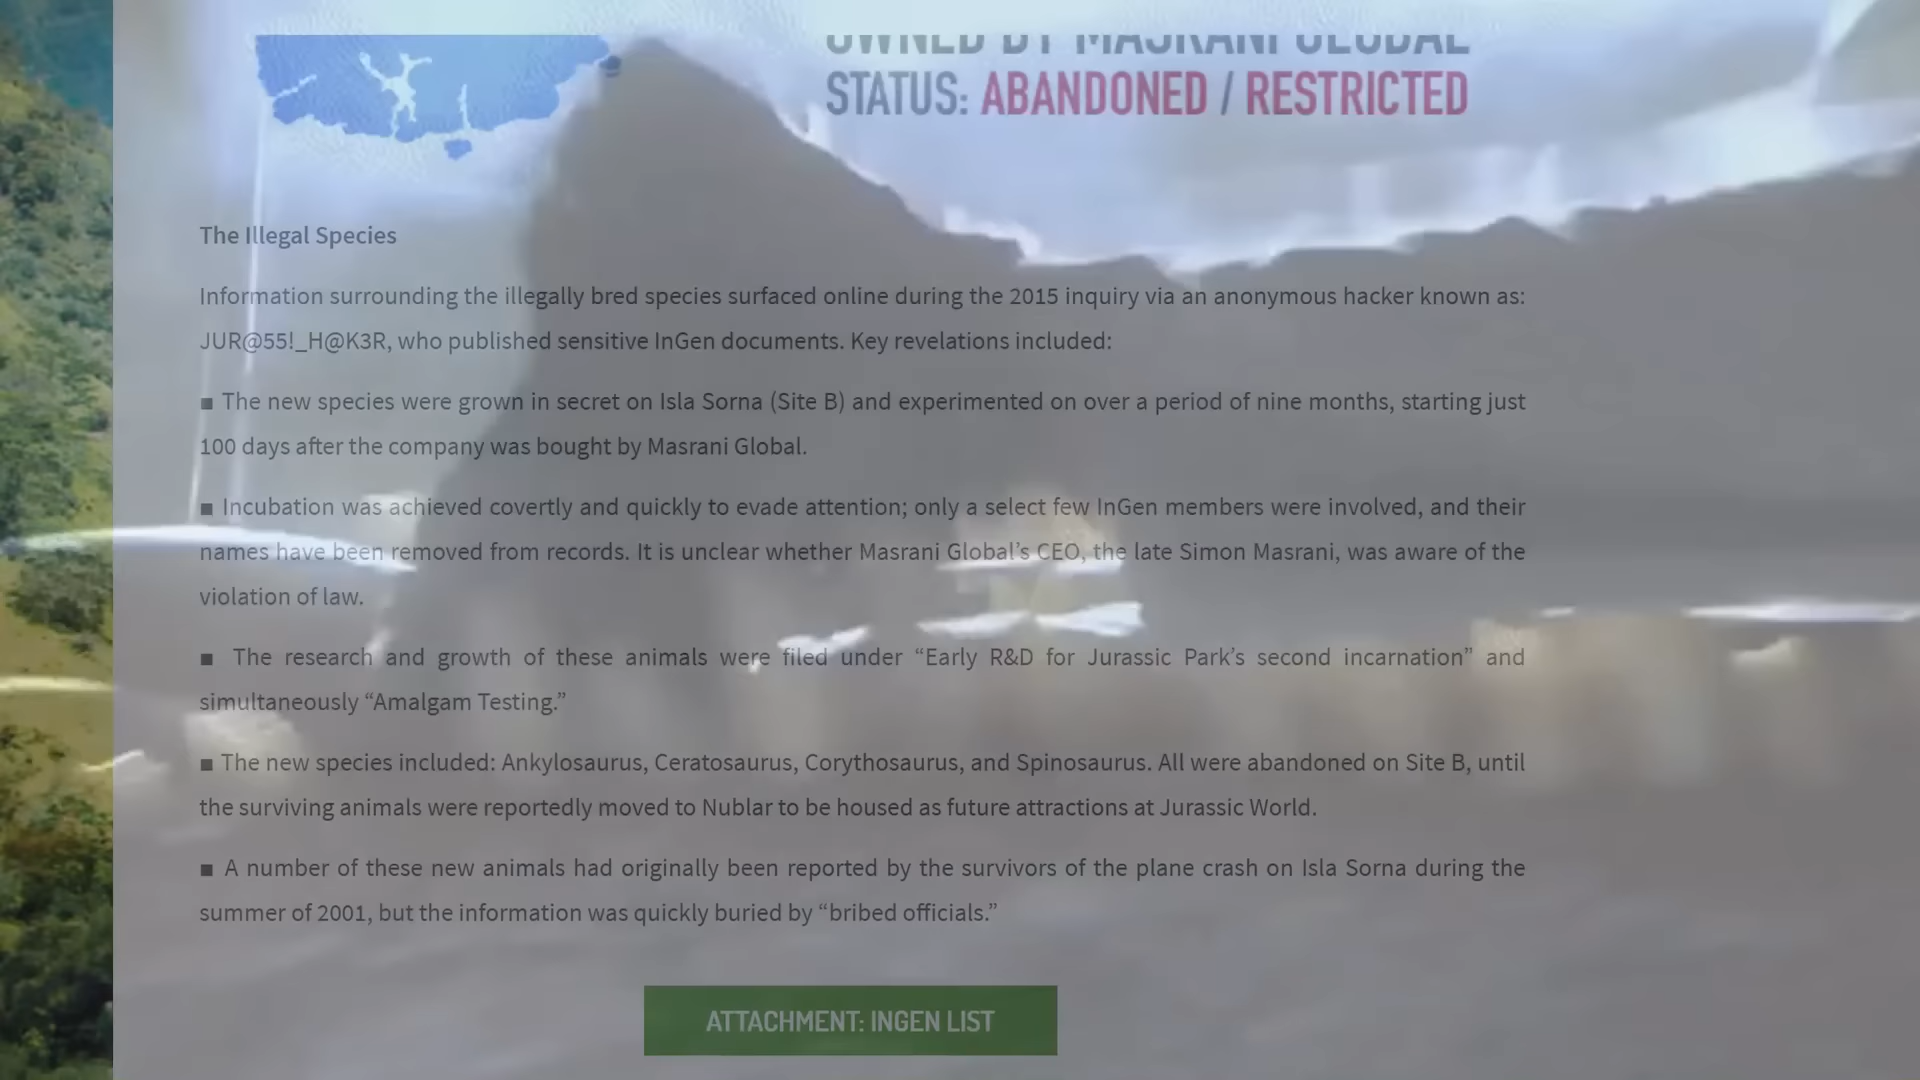 OWNED BY MASRANI GLOBAL
STATUS: ABANDONED / RESTRICTED
The Illegal Species
Information surrounding the illegally bred species surfaced online during the 2015 inquiry via an anonymous hacker known as:
JUR@55!_H@K3R, who published sensitive InGen documents. Key revelations included:
■ The new species were grown in secret on Isla Sorna (Site B) and experimented on over a period of nine months, starting just
100 days after the company was bought by Masrani Global.
■ Incubation was achieved covertly and quickly to evade attention; only a select few InGen members were involved, and their
names have been removed from records. It is unclear whether Masrani Global’s CEO, the late Simon Masrani, was aware of the
violation of law.
■ The research and growth of these animals were filed under “Early R&D for Jurassic Park’s second incarnation” and
simultaneously “Amalgam Testing.”
■ The new species included: Ankylosaurus, Ceratosaurus, Corythosaurus, and Spinosaurus. All were abandoned on Site B, until
the surviving animals were reportedly moved to Nublar to be housed as future attractions at Jurassic World.
■ A number of these new animals had originally been reported by the survivors of the plane crash on Isla Sorna during the
summer of 2001, but the information was quickly buried by “bribed officials.”
ATTACHMENT: INGEN LIST